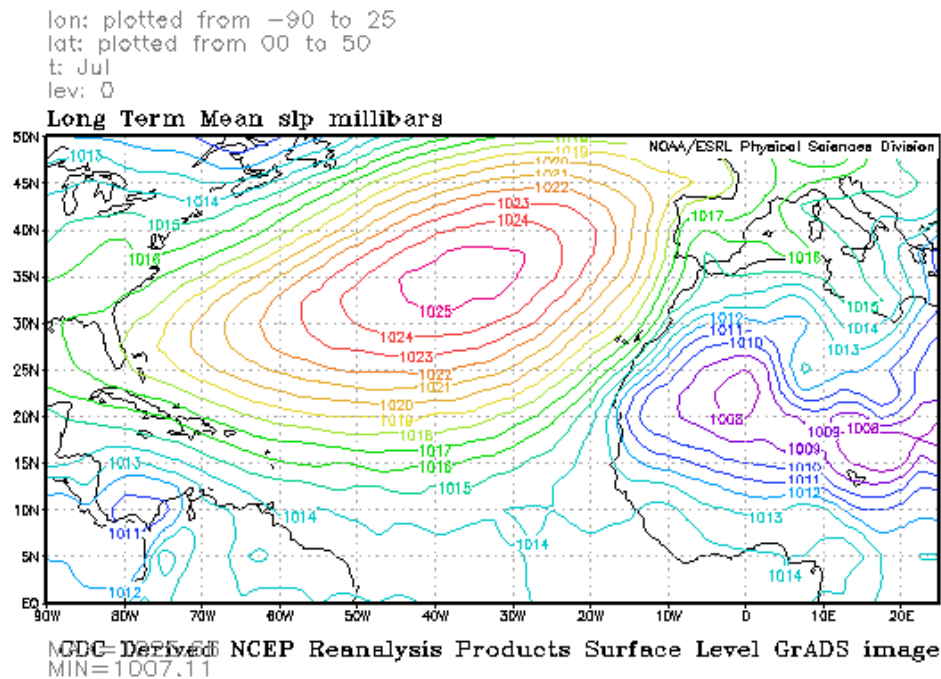 lon: plotted from -90 to 25
lat: plotted from 00 to 50
t: Jul
lev: 0
Long Term Mean slp millibars
NOAA/ESRL Physical Sciences Division
50N
45N
40N
35N
30N
25N
20N
15N
10N
5N
EQ
1013
1014
1015
1016
1019
1020
1021
1022
1023
1024
1025
1024
1023
1022
1021
1020
1019
1018
1017
1016
1015
1014
1014
1013
1011
1012
1017
1016
1015
1014
1013
1012
1011
1010
1008
1009
1008
1009
1010
1011
1012
1013
1014
90W 80W 70W 60W 50W 40W 30W 20W 10W 0 10E 20E
CDC Derived NCEP Reanalysis Products Surface Level GrADS image
MIN=1007.11